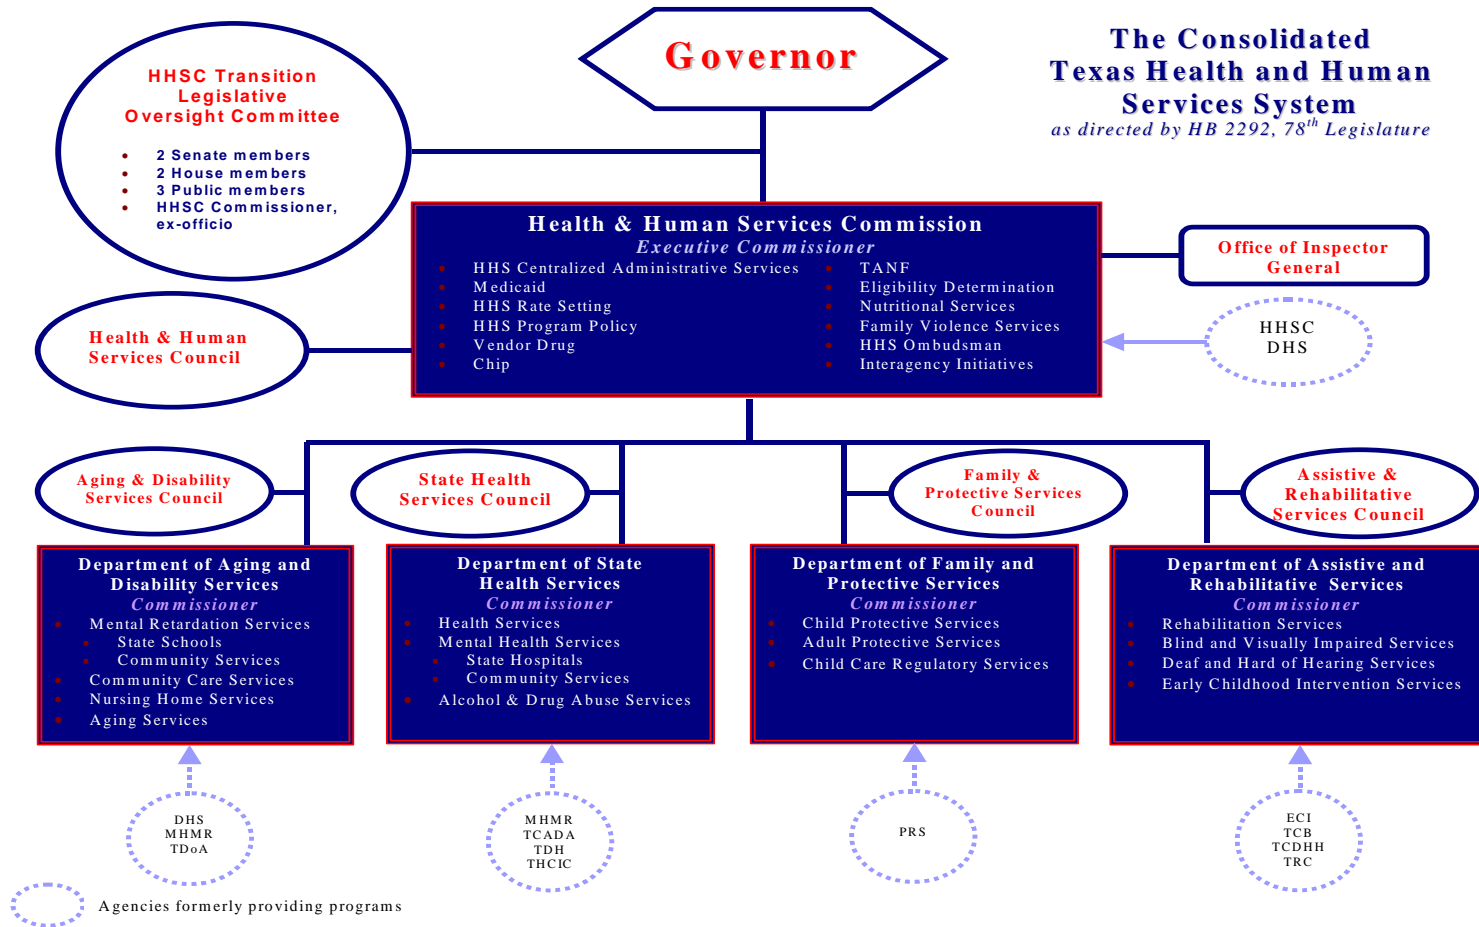 Governor
The Consolidated
Texas Health and Human
Services System
as directed by HB 2292, 78th Legislature
HHSC Transition
Legislative
Oversight Committee
• 2 Senate members
• 2 House members
• 3 Public members
• HHSC Commissioner,
ex-officio
Health & Human Services Commission
Executive Commissioner
• HHS Centralized Administrative Services
• Medicaid
• HHS Rate Setting
• HHS Program Policy
• Vendor Drug
• Chip
• TANF
• Eligibility Determination
• Nutritional Services
• Family Violence Services
• HHS Ombudsman
• Interagency Initiatives
Office of Inspector
General
HHSC
DHS
Health & Human
Services Council
Aging & Disability
Services Council
State Health
Services Council
Family &
Protective Services
Council
Assistive &
Rehabilitative
Services Council
Department of Aging and
Disability Services
Commissioner
• Mental Retardation Services
• State Schools
• Community Services
• Community Care Services
• Nursing Home Services
• Aging Services
Department of State
Health Services
Commissioner
• Health Services
• Mental Health Services
• State Hospitals
• Community Services
• Alcohol & Drug Abuse Services
Department of Family and
Protective Services
Commissioner
• Child Protective Services
• Adult Protective Services
• Child Care Regulatory Services
Department of Assistive and
Rehabilitative Services
Commissioner
• Rehabilitation Services
• Blind and Visually Impaired Services
• Deaf and Hard of Hearing Services
• Early Childhood Intervention Services
DHS
MHMR
TDoA
MHMR
TCADA
TDH
THCIC
PRS
ECI
TCB
TCDHH
TRC
Agencies formerly providing programs